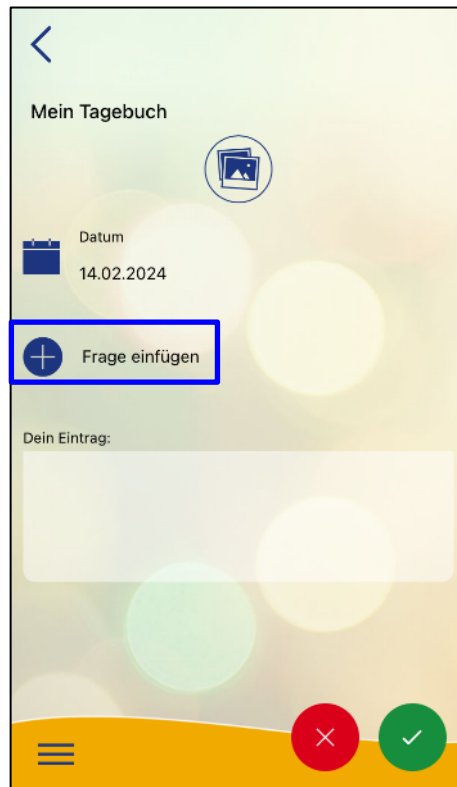 Mein Tagebuch
Datum
14.02.2024
Frage einfügen
Dein Eintrag: